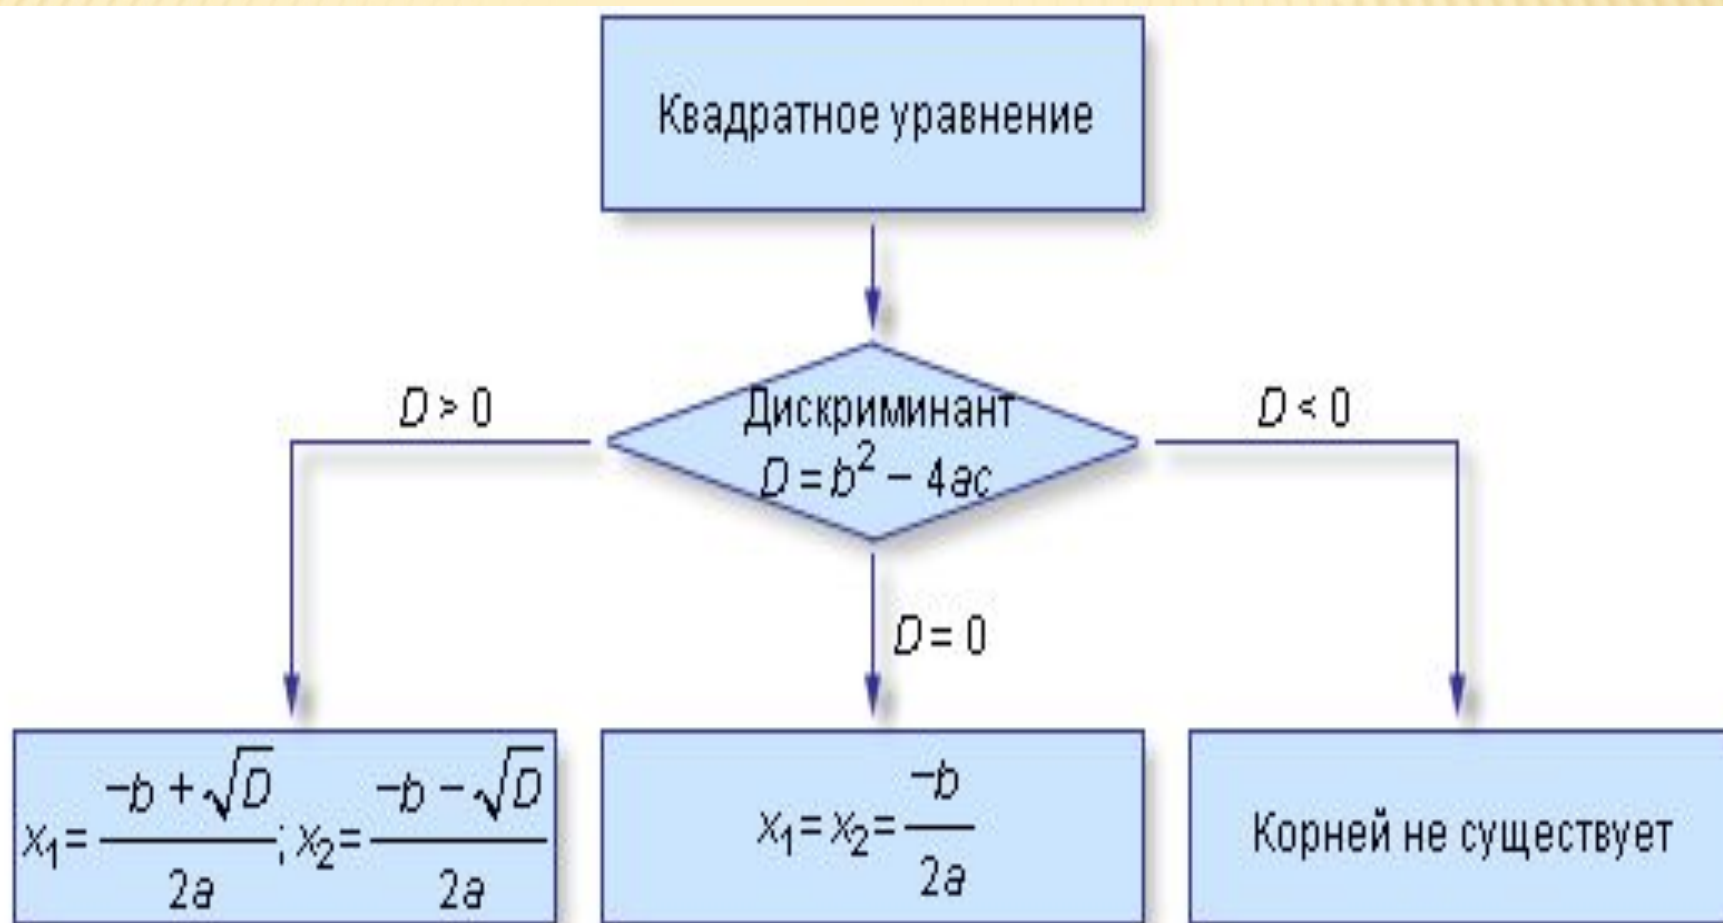 Квадратное уравнение
D > 0
Дискриминант
D = b² − 4ac
D < 0
D = 0
x₁ = (−b + √D)/2a ; x₂ = (−b − √D)/2a
x₁ = x₂ = −b/2a
Корней не существует